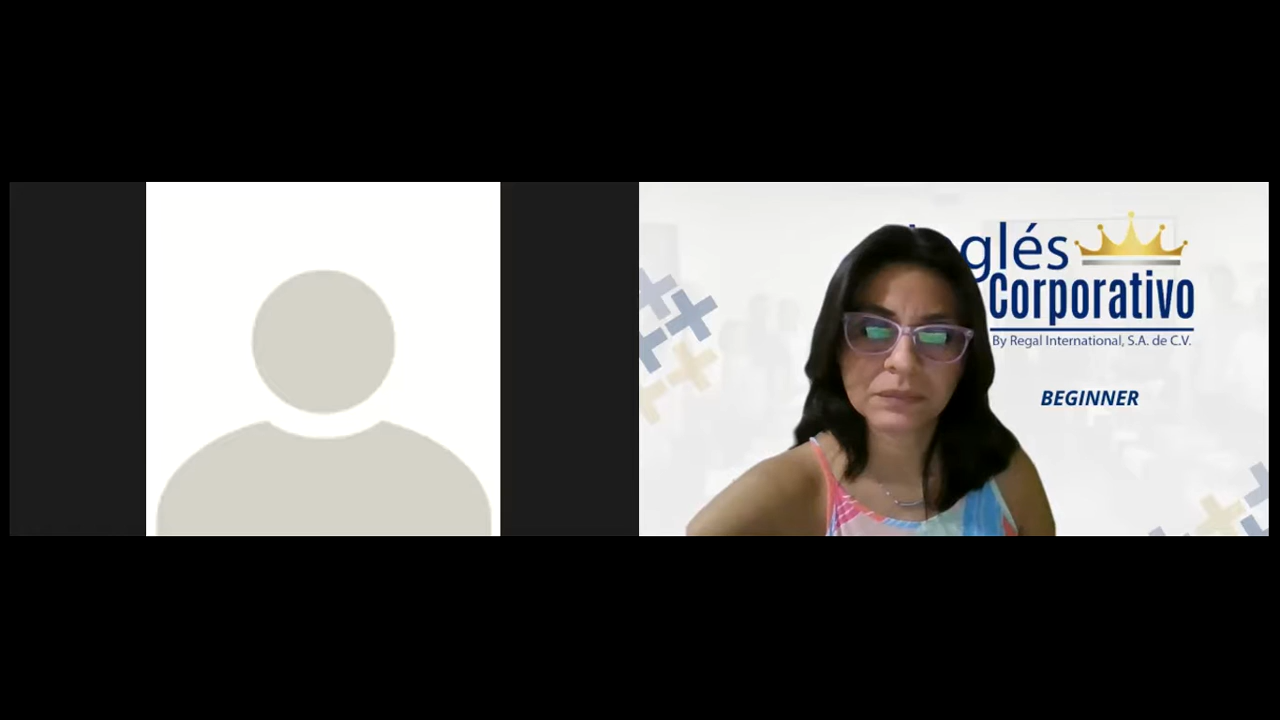 glés
Corporativo
By Regal International, S.A. de C.V.
BEGINNER